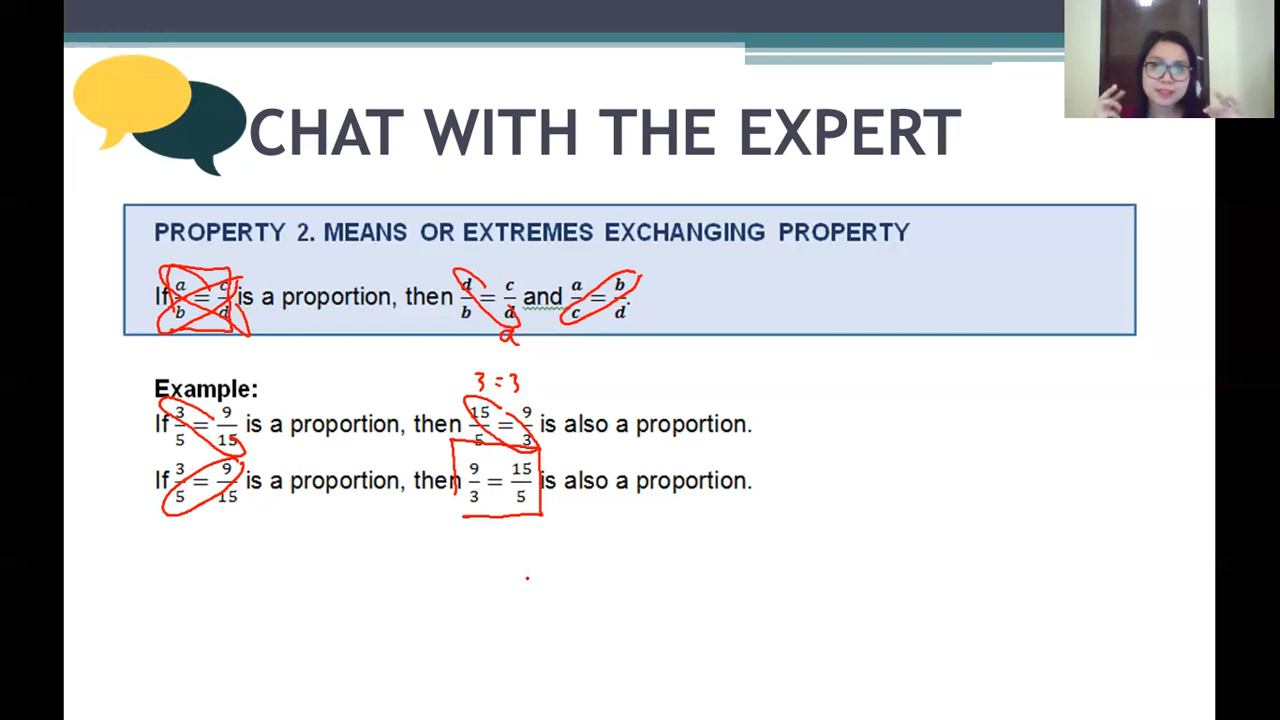 CHAT WITH THE EXPERT
PROPERTY 2. MEANS OR EXTREMES EXCHANGING PROPERTY
If a/b = c/d is a proportion, then d/b = c/d and a/c = b/d.
a
Example:
3 = 3
If 3/5 = 9/15 is a proportion, then 15/5 = 9/3 is also a proportion.
If 3/5 = 9/15 is a proportion, then 9/3 = 15/5 is also a proportion.